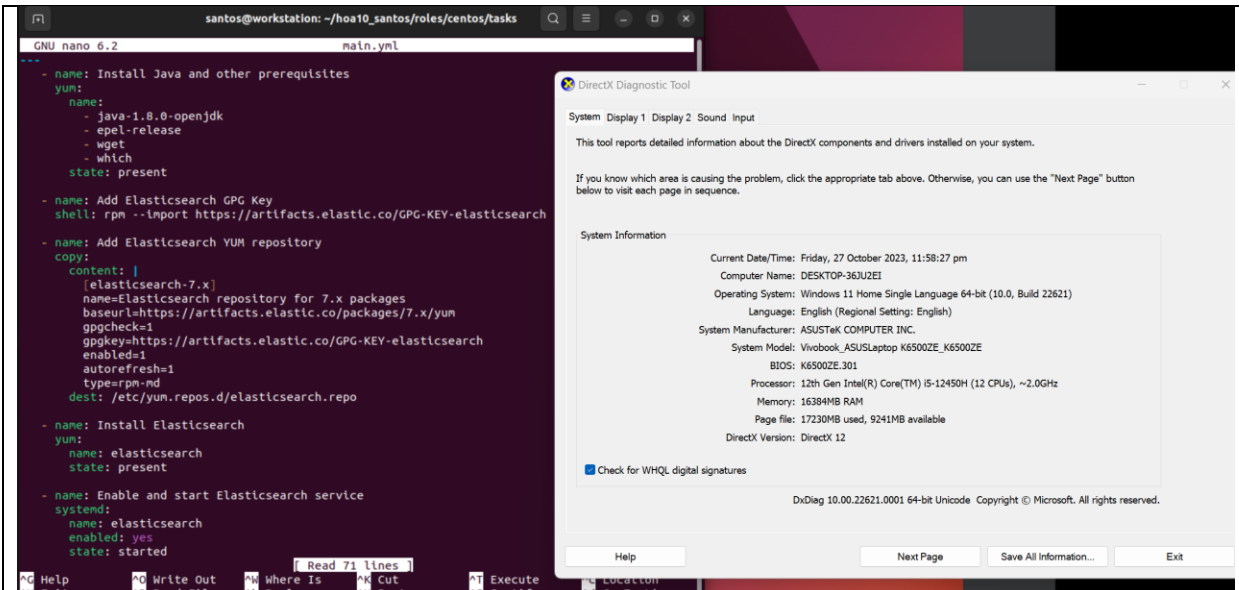 santos@workstation: ~/hoa10_santos/roles/centos/tasks
GNU nano 6.2 main.yml
---
- name: Install Java and other prerequisites
yum:
name:
- java-1.8.0-openjdk
- epel-release
- wget
- which
state: present
- name: Add Elasticsearch GPG Key
shell: rpm --import https://artifacts.elastic.co/GPG-KEY-elasticsearch
- name: Add Elasticsearch YUM repository
copy:
content: |
[elasticsearch-7.x]
name=Elasticsearch repository for 7.x packages
baseurl=https://artifacts.elastic.co/packages/7.x/yum
gpgcheck=1
gpgkey=https://artifacts.elastic.co/GPG-KEY-elasticsearch
enabled=1
autorefresh=1
type=rpm-md
dest: /etc/yum.repos.d/elasticsearch.repo
- name: Install Elasticsearch
yum:
name: elasticsearch
state: present
- name: Enable and start Elasticsearch service
systemd:
name: elasticsearch
enabled: yes
state: started
[ Read 71 lines ]
^G Help ^O Write Out ^W Where Is ^K Cut ^T Execute ^C Location
DirectX Diagnostic Tool
System Display 1 Display 2 Sound Input
This tool reports detailed information about the DirectX components and drivers installed on your system.
If you know which area is causing the problem, click the appropriate tab above. Otherwise, you can use the "Next Page" button
below to visit each page in sequence.
System Information
Current Date/Time: Friday, 27 October 2023, 11:58:27 pm
Computer Name: DESKTOP-36JU2EI
Operating System: Windows 11 Home Single Language 64-bit (10.0, Build 22621)
Language: English (Regional Setting: English)
System Manufacturer: ASUSTeK COMPUTER INC.
System Model: Vivobook_ASUSLaptop K6500ZE_K6500ZE
BIOS: K6500ZE.301
Processor: 12th Gen Intel(R) Core(TM) i5-12450H (12 CPUs), ~2.0GHz
Memory: 16384MB RAM
Page file: 17230MB used, 9241MB available
DirectX Version: DirectX 12
Check for WHQL digital signatures
DxDiag 10.00.22621.0001 64-bit Unicode Copyright © Microsoft. All rights reserved.
Help Next Page Save All Information... Exit